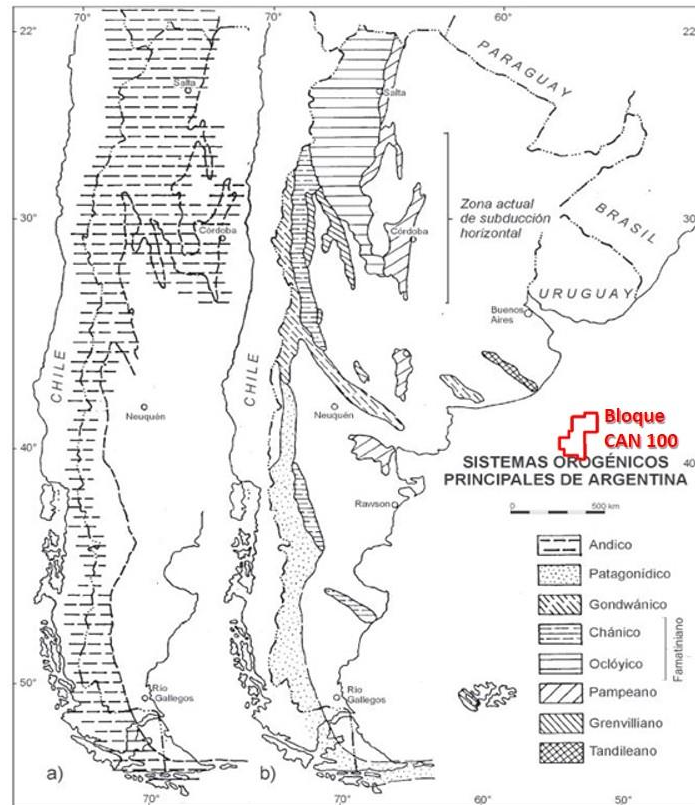 70°
70°
60°
22°
22
PARAGUAY
Salta
Salta
Zona actual
de subducción
horizontal
30°
30
Córdoba
Córdoba
BRASIL
URUGUAY
Buenos
Aires
CHILE
CHILE
Neuquén
Neuquén
Bloque
CAN 100
40°
40
SISTEMAS OROGÉNICOS
PRINCIPALES DE ARGENTINA
0 500 km
Rawson
Andico
Patagonídico
Gondwánico
Chánico
Oclóyico
Famatiniano
Pampeano
Grenvilliano
Tandileano
50°
Río
Gallegos
Río
Gallegos
a)
b)
70°
70°
60°
50°